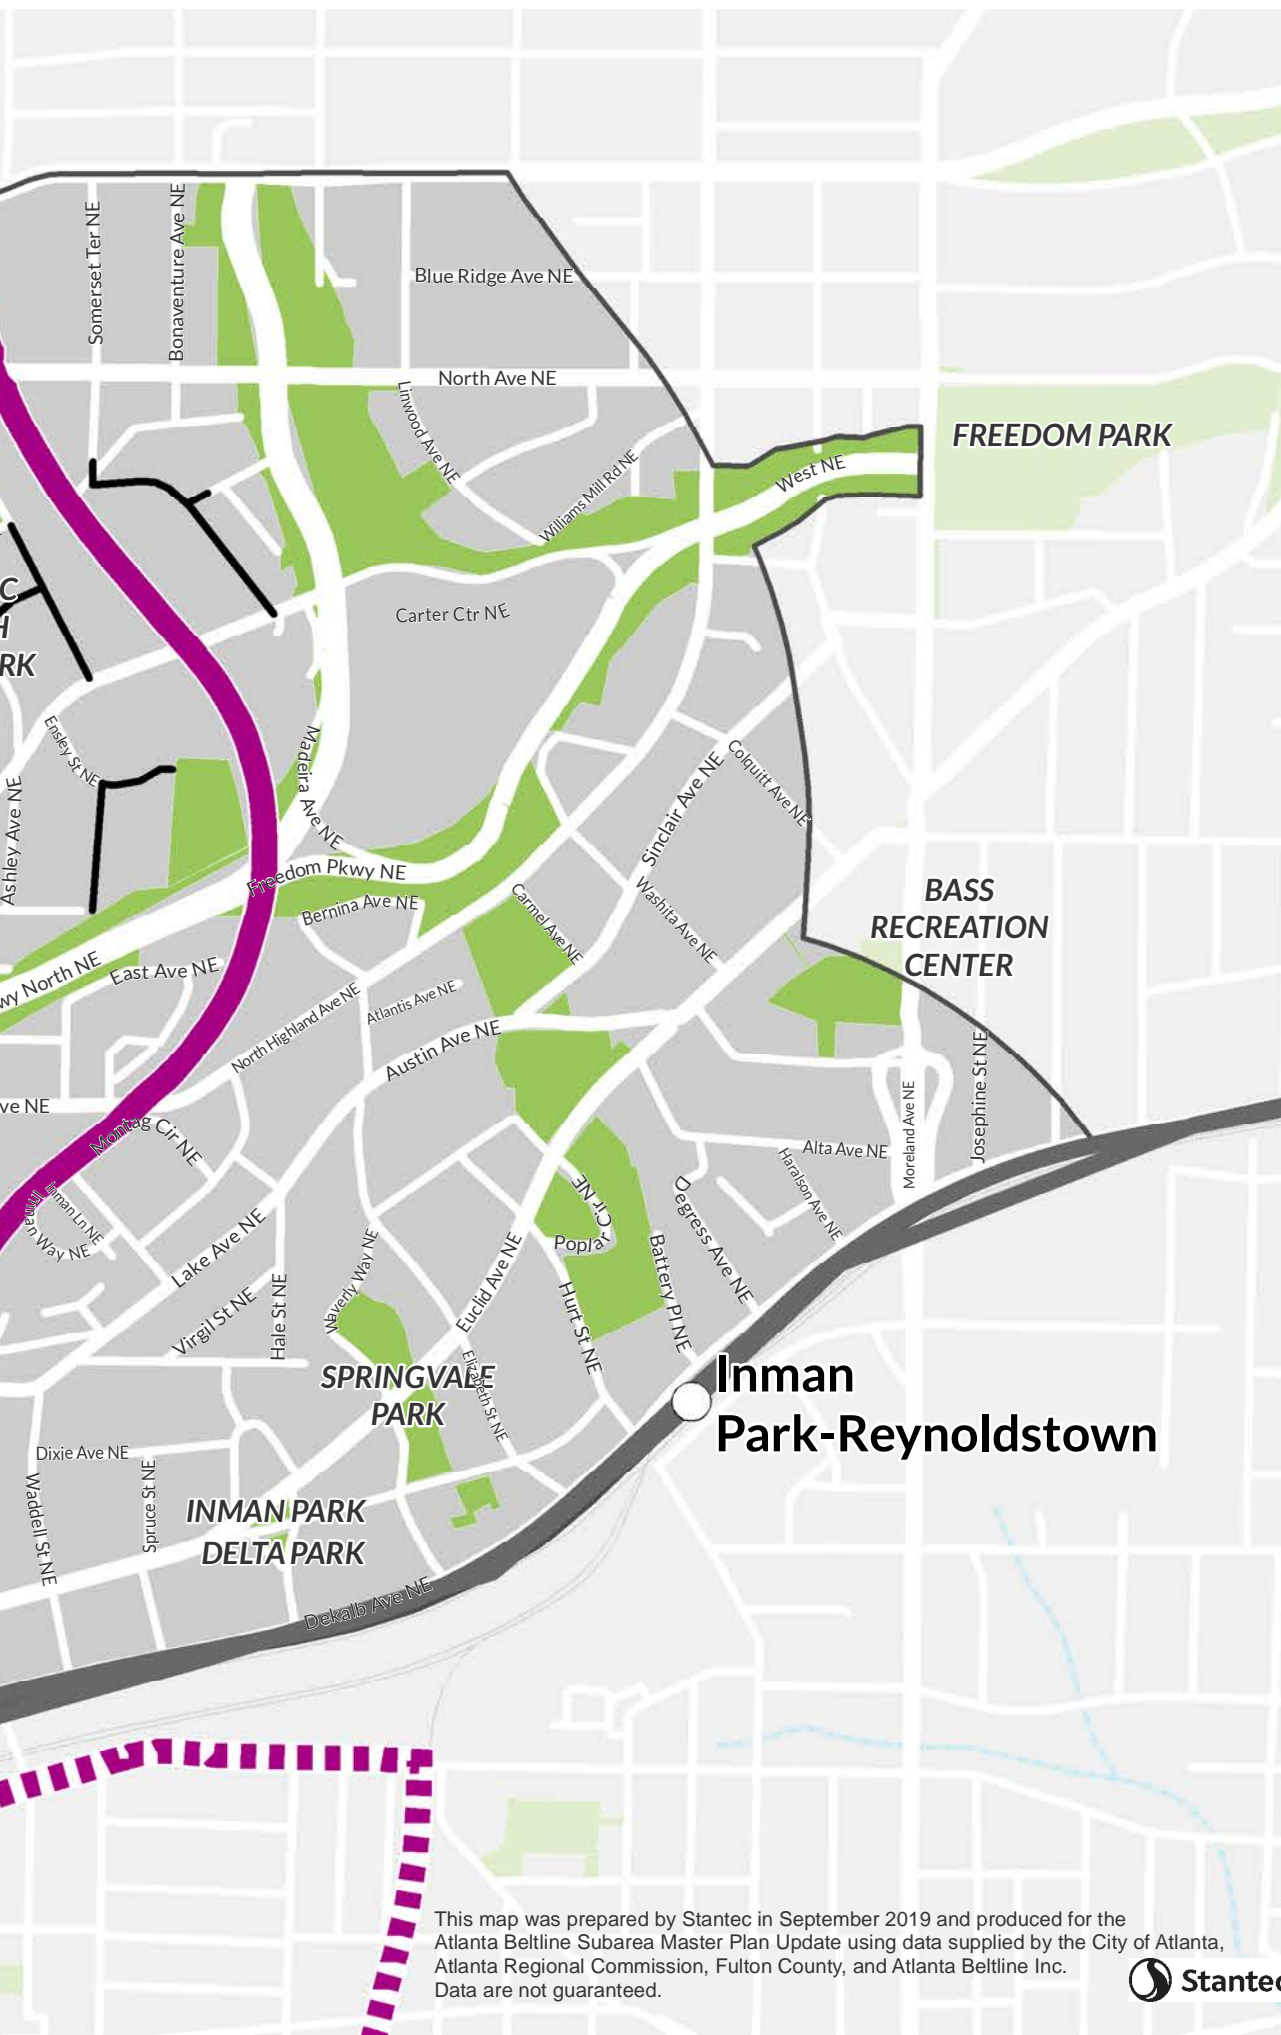 Somerset Ter NE
Bonaventure Ave NE
Blue Ridge Ave NE
North Ave NE
Linwood Ave NE
Williams Mill Rd NE
West NE
FREEDOM PARK
C
H
RK
Carter Ctr NE
Ensley St NE
Ashley Ave NE
Madeira Ave NE
Colquitt Ave NE
Sinclair Ave NE
Freedom Pkwy NE
Bernina Ave NE
Carmel Ave NE
Washita Ave NE
BASS
RECREATION
CENTER
wy North NE
East Ave NE
North Highland Ave NE
Atlantis Ave NE
Austin Ave NE
ve NE
Montag Cir NE
Inman Ln NE
Inman Way NE
Lake Ave NE
Virgil St NE
Hale St NE
Waverly Way NE
Euclid Ave NE
Poplar Cir NE
Hurt St NE
Battery Pl NE
Degress Ave NE
Alta Ave NE
Haralson Ave NE
Moreland Ave NE
Josephine St NE
SPRINGVALE
PARK
Elizabeth St NE
Inman
Park-Reynoldstown
Dixie Ave NE
Waddell St NE
Spruce St NE
INMAN PARK
DELTA PARK
Dekalb Ave NE
This map was prepared by Stantec in September 2019 and produced for the
Atlanta Beltline Subarea Master Plan Update using data supplied by the City of Atlanta,
Atlanta Regional Commission, Fulton County, and Atlanta Beltline Inc.
Data are not guaranteed.
Stantec